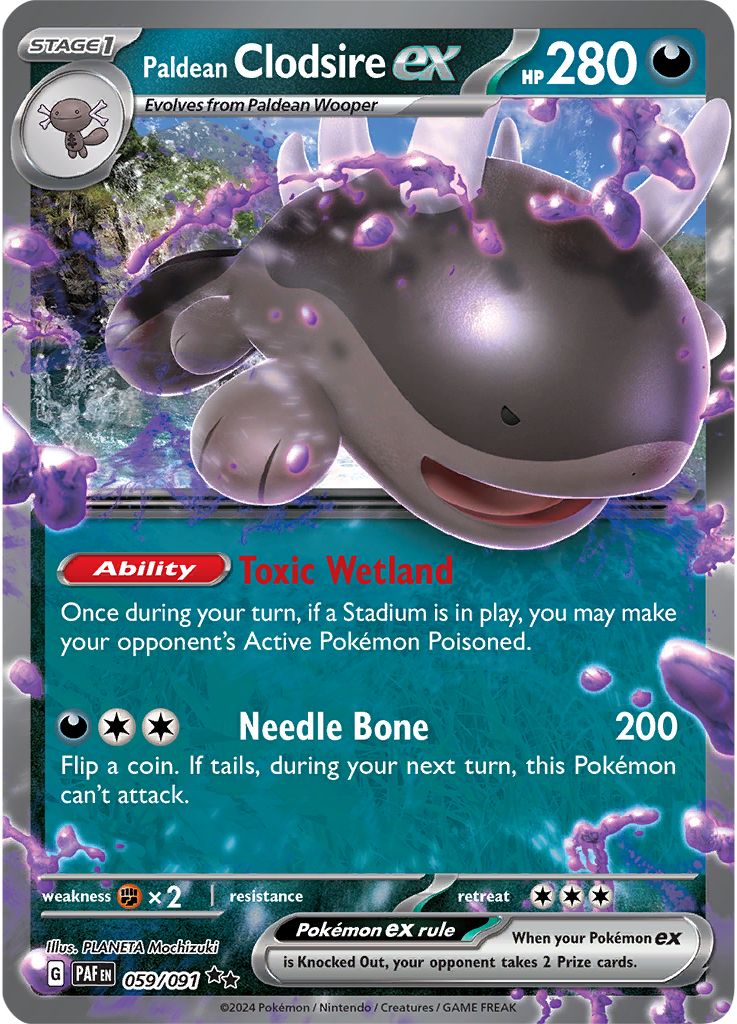 STAGE1
Paldean Clodsire ex HP 280
Evolves from Paldean Wooper
Ability Toxic Wetland
Once during your turn, if a Stadium is in play, you may make
your opponent's Active Pokémon Poisoned.
Needle Bone 200
Flip a coin. If tails, during your next turn, this Pokémon
can't attack.
weakness ×2 resistance retreat
Illus. PLANETA Mochizuki
Pokémon ex rule When your Pokémon ex
is Knocked Out, your opponent takes 2 Prize cards.
G PAF EN 059/091
©2024 Pokémon / Nintendo / Creatures / GAME FREAK